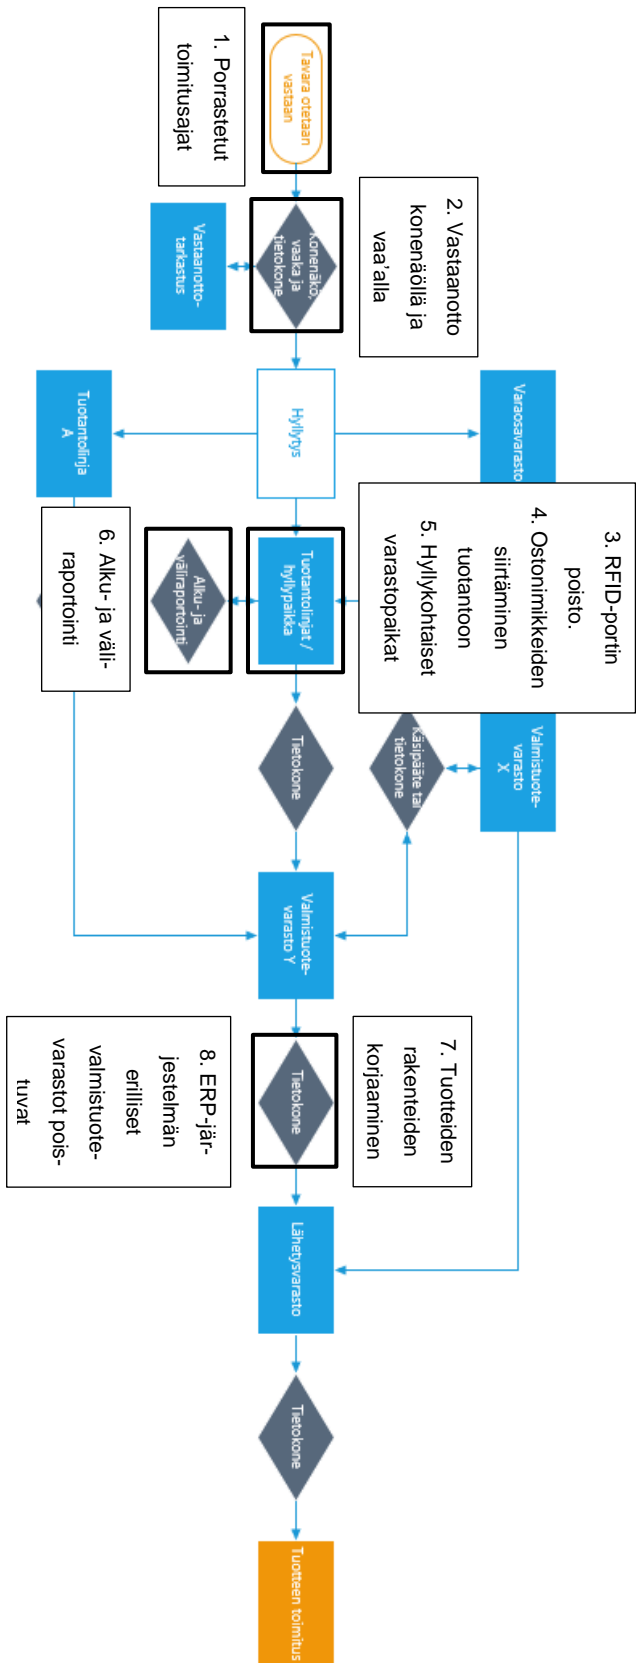 1. Porrastetut
toimitusajat
Tavara otetaan
vastaan
2. Vastaanotto
konenäöllä ja
vaa’alla
Konenäkö,
vaaka ja
tietokone
Vastaanotto-
tarkastus
Hyllytys
Varaosavarasto
Tuotantolinja
A
3. RFID-portin
poisto.
4. Ostonimikkeiden
siirtäminen
tuotantoon
5. Hyllykohtaiset
varastopaikat
Tuotantolinjat /
hyllypaikka
Alku- ja
väliraportointi
6. Alku- ja väli-
raportointi
Tietokone
Käsipääte tai
tietokone
Valmistuote-
varasto
X
Valmistuote-
varasto Y
7. Tuotteiden
rakenteiden
korjaaminen
Tietokone
8. ERP-jär-
jestelmän
erilliset
valmistuote-
varastot pois-
tuvat
Lähetysvarasto
Tietokone
Tuotteen toimitus